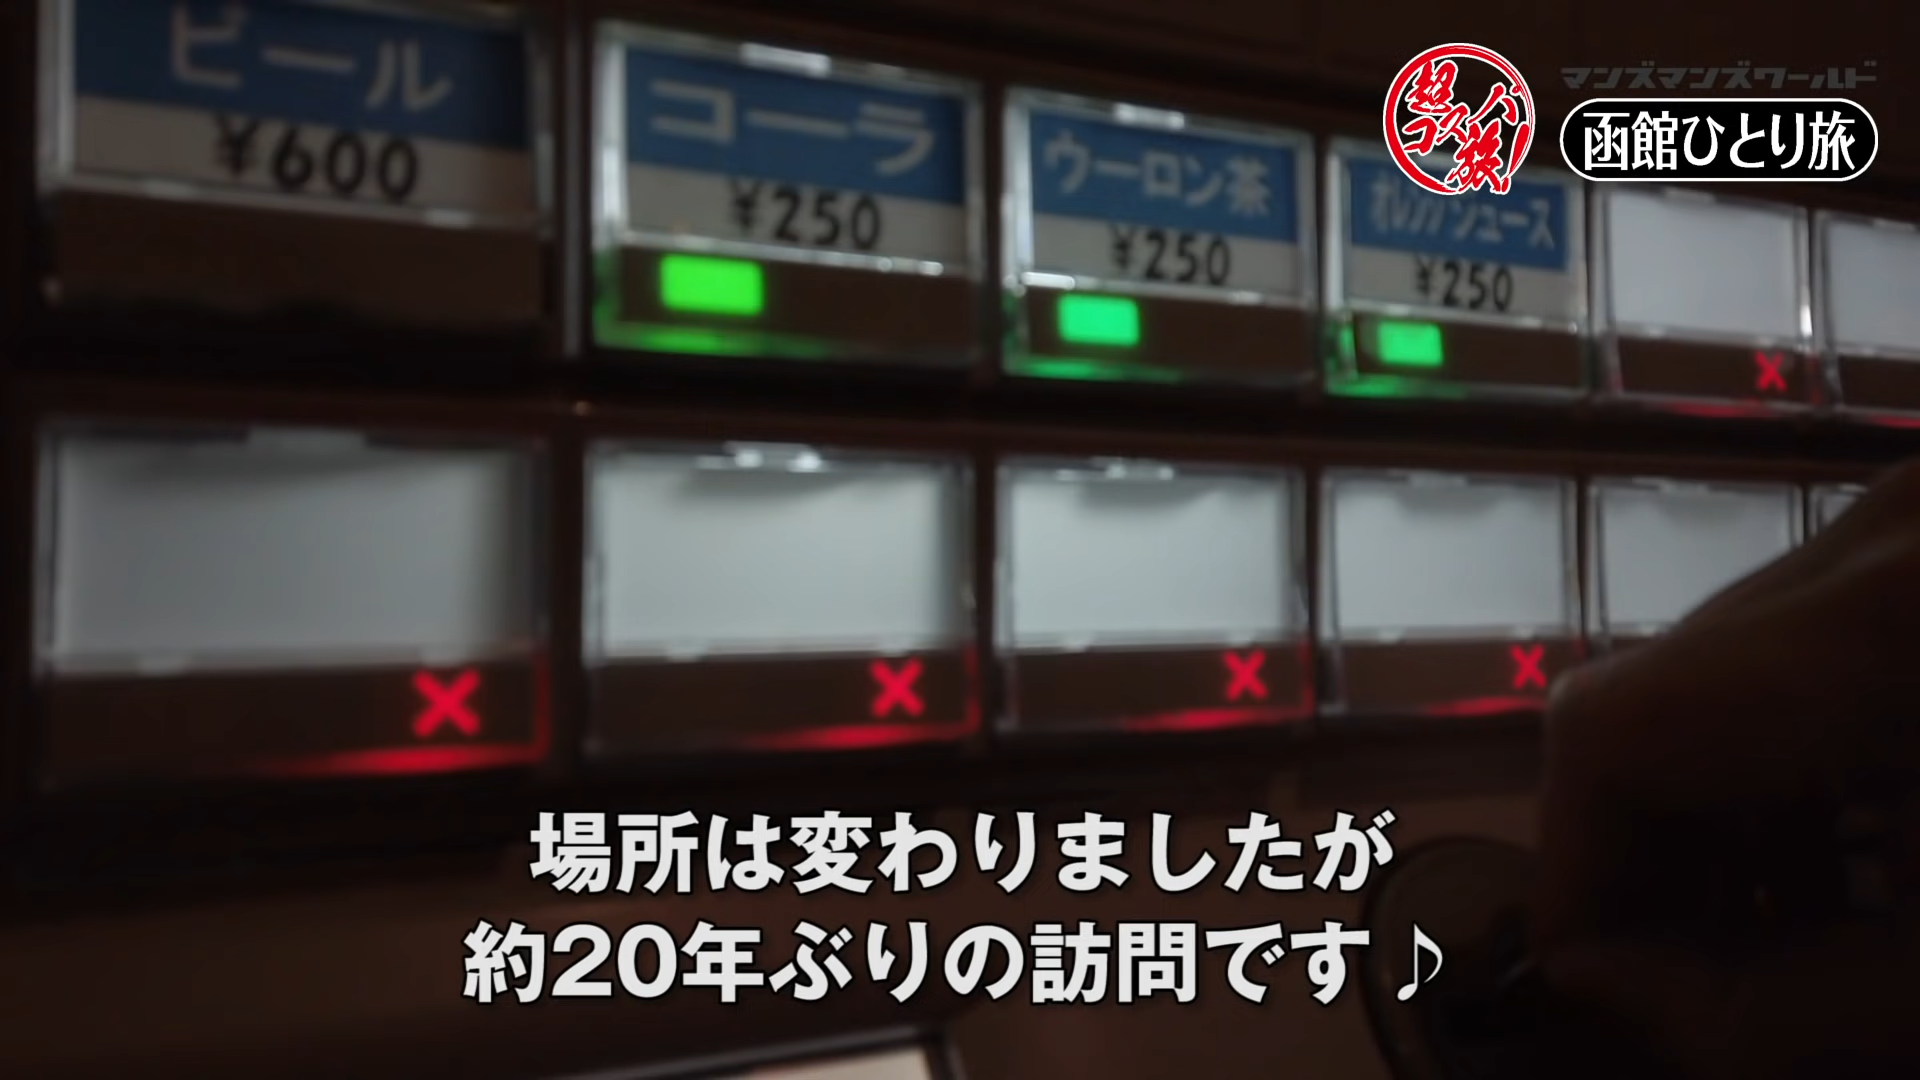 ビール
¥600
コーラ
¥250
ウーロン茶
¥250
オレンジジュース
¥250
超コスパ旅!
マンズマンズワールド
函館ひとり旅
場所は変わりましたが
約20年ぶりの訪問です♪